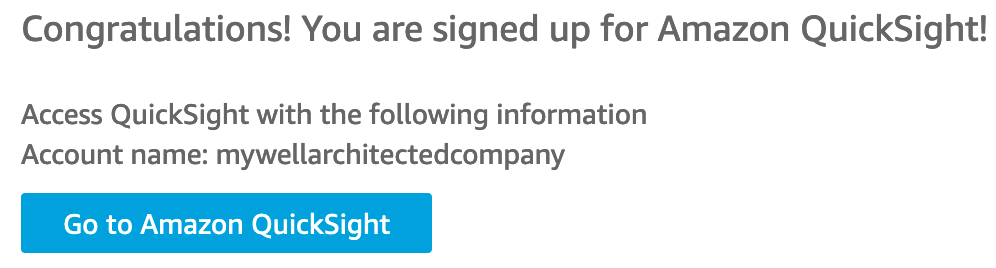 Congratulations! You are signed up for Amazon QuickSight!
Access QuickSight with the following information
Account name: mywellarchitectedcompany
Go to Amazon QuickSight